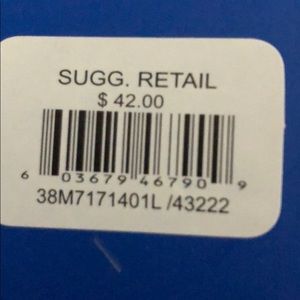 SUGG. RETAIL
$ 42.00
6 03679 46790 9
38M7171401L /43222